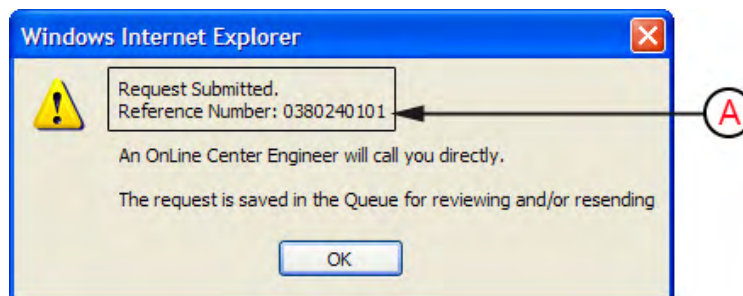 Windows Internet Explorer
Request Submitted.
Reference Number: 0380240101
A
An OnLine Center Engineer will call you directly.
The request is saved in the Queue for reviewing and/or resending
OK